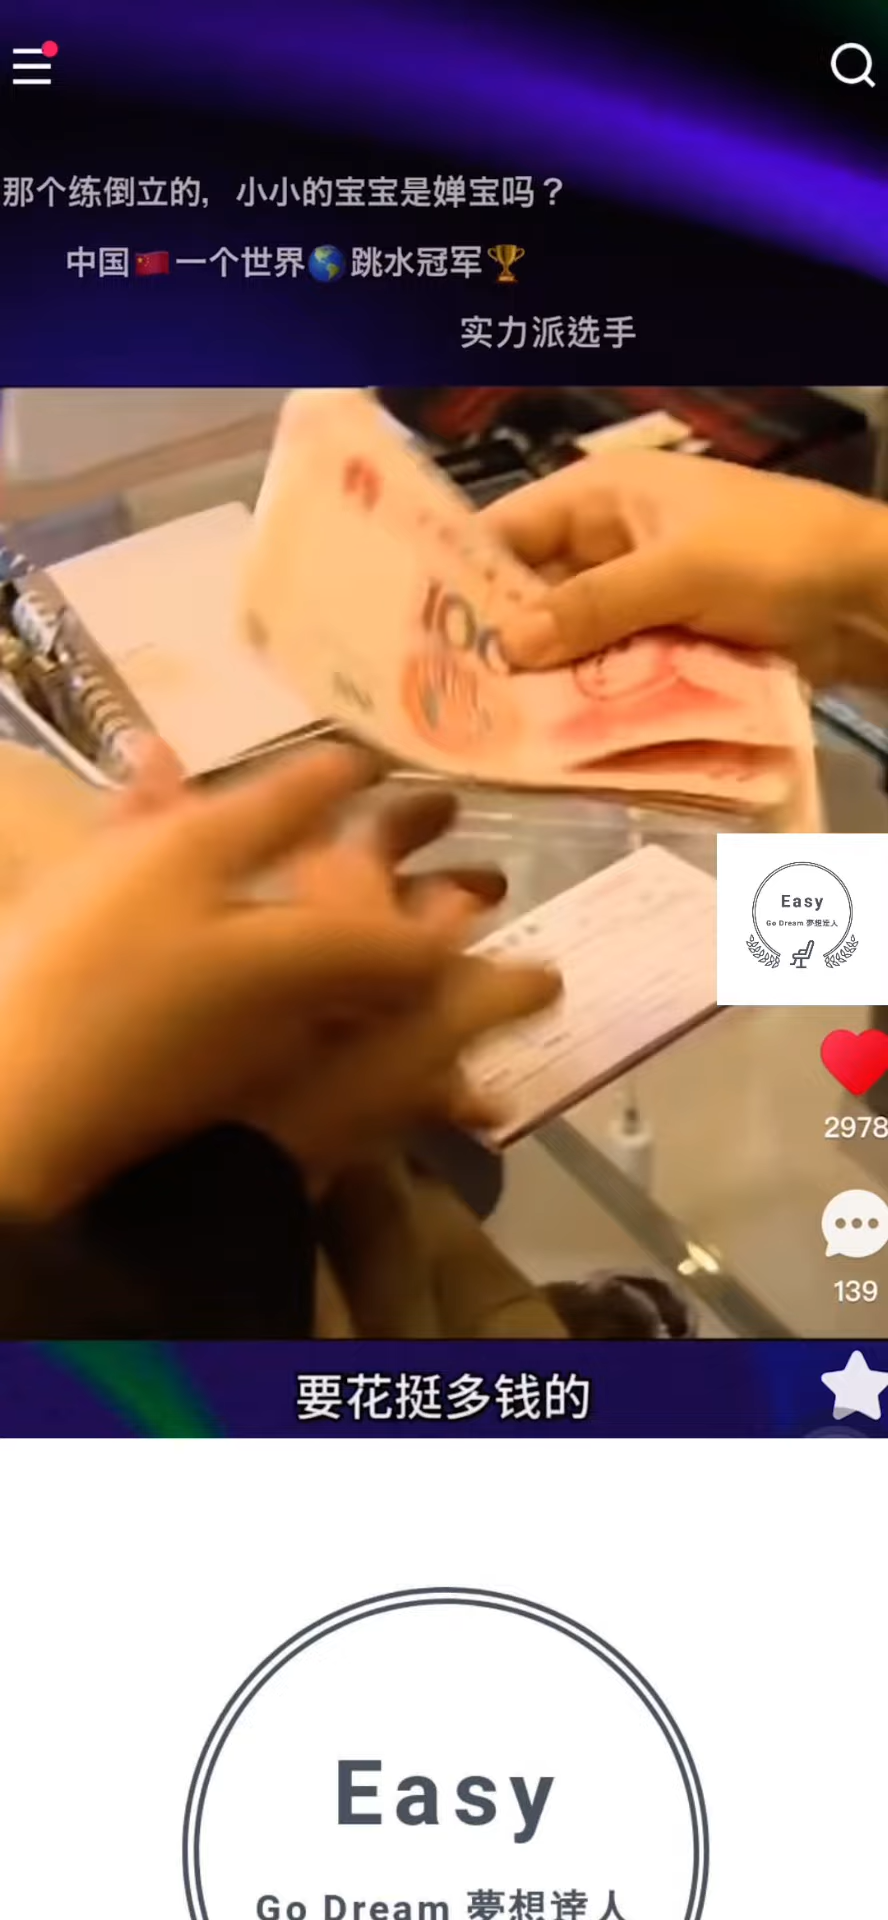 那个练倒立的，小小的宝宝是婵宝吗？
中国🇨🇳一个世界🌎跳水冠军🏆
实力派选手
Easy
Go Dream 夢想達人
2978
139
要花挺多钱的
Easy
Go Dream 夢想達人